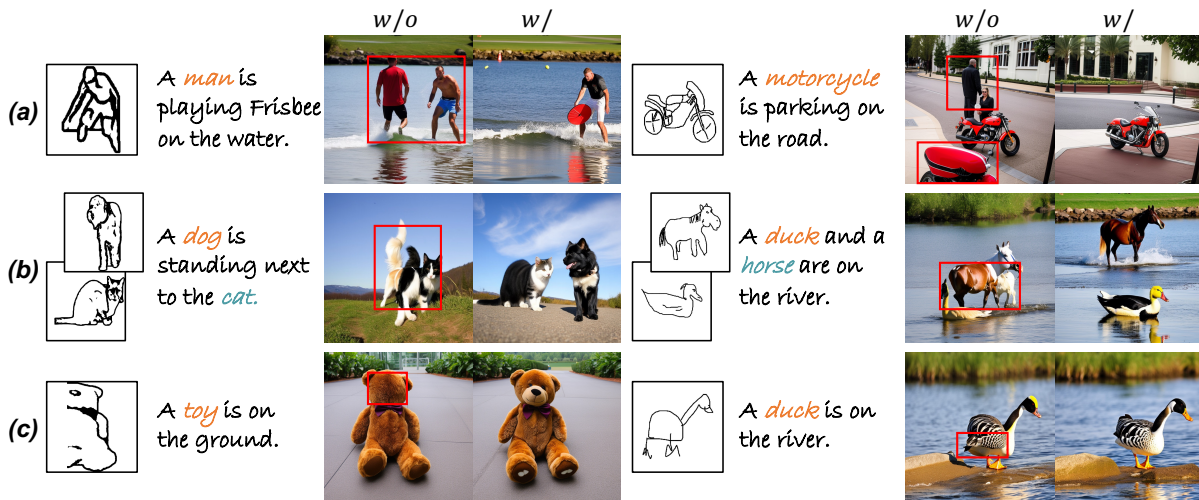 w/o w/ w/o w/
(a)
A man is
playing Frisbee
on the water.
A motorcycle
is parking on
the road.
(b)
A dog is
standing next
to the cat.
A duck and a
horse are on
the river.
(c)
A toy is on
the ground.
A duck is on
the river.